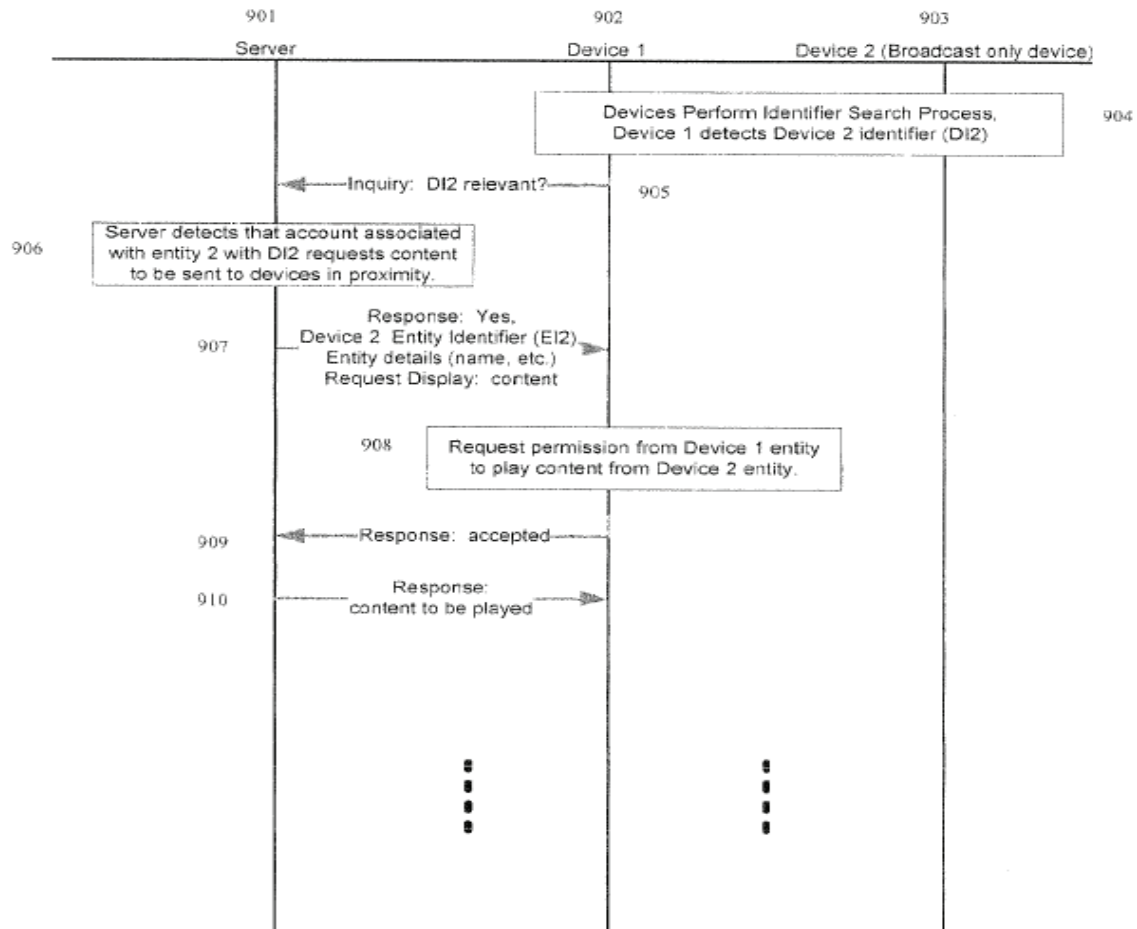 901
902
903
Server
Device 1
Device 2 (Broadcast only device)
Devices Perform Identifier Search Process,
Device 1 detects Device 2 identifier (DI2)
904
Inquiry: DI2 relevant?
905
906
Server detects that account associated
with entity 2 with DI2 requests content
to be sent to devices in proximity.
907
Response: Yes,
Device 2 Entity Identifier (EI2)
Entity details (name, etc.)
Request Display: content
908
Request permission from Device 1 entity
to play content from Device 2 entity.
909
Response: accepted
910
Response:
content to be played